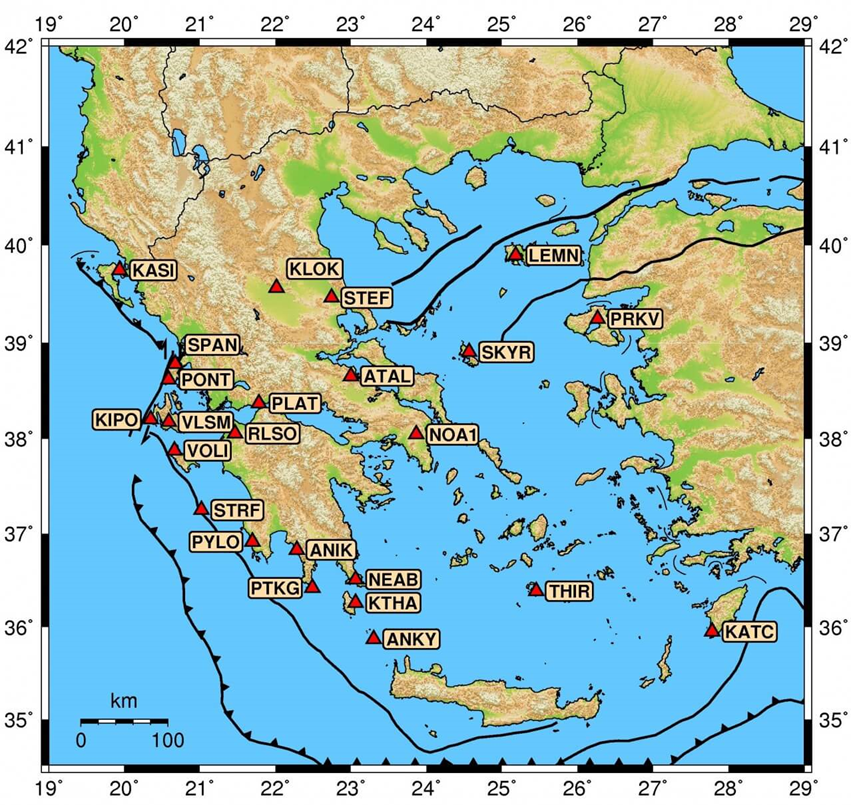 19° 20° 21° 22° 23° 24° 25° 26° 27° 28° 29°
42° 42°
41° 41°
40° 40°
LEMN
KASI
KLOK
STEF
PRKV
39° 39°
SPAN
SKYR
PONT
ATAL
PLAT
KIPO
VLSM
RLSO
NOA1
38° 38°
VOLI
STRF
37° 37°
PYLO
ANIK
NEAB
PTKG
THIR
KTHA
36° 36°
KATC
ANKY
km
35° 35°
0 100
19° 20° 21° 22° 23° 24° 25° 26° 27° 28° 29°